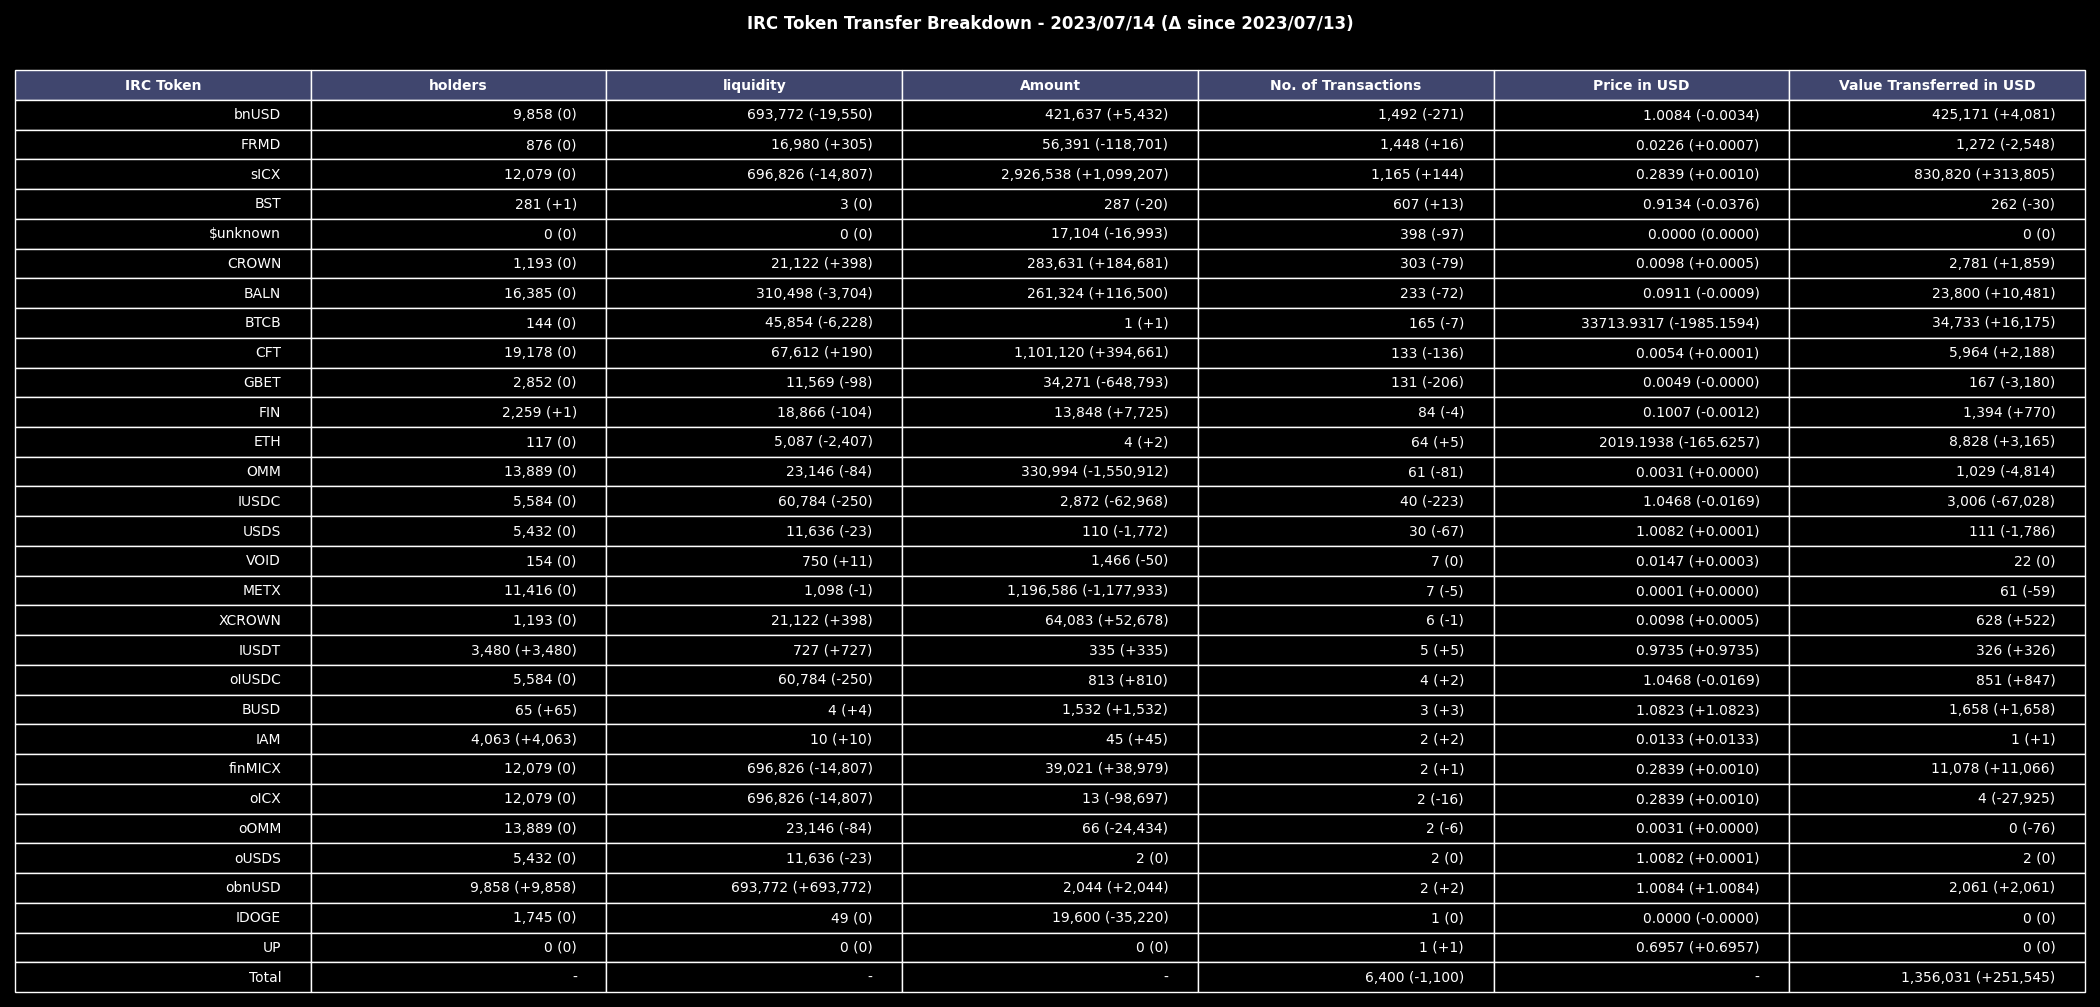 IRC Token Transfer Breakdown - 2023/07/14 (Δ since 2023/07/13)
IRC Token holders liquidity Amount No. of Transactions Price in USD Value Transferred in USD
bnUSD 9,858 (0) 693,772 (-19,550) 421,637 (+5,432) 1,492 (-271) 1.0084 (-0.0034) 425,171 (+4,081)
FRMD 876 (0) 16,980 (+305) 56,391 (-118,701) 1,448 (+16) 0.0226 (+0.0007) 1,272 (-2,548)
sICX 12,079 (0) 696,826 (-14,807) 2,926,538 (+1,099,207) 1,165 (+144) 0.2839 (+0.0010) 830,820 (+313,805)
BST 281 (+1) 3 (0) 287 (-20) 607 (+13) 0.9134 (-0.0376) 262 (-30)
$unknown 0 (0) 0 (0) 17,104 (-16,993) 398 (-97) 0.0000 (0.0000) 0 (0)
CROWN 1,193 (0) 21,122 (+398) 283,631 (+184,681) 303 (-79) 0.0098 (+0.0005) 2,781 (+1,859)
BALN 16,385 (0) 310,498 (-3,704) 261,324 (+116,500) 233 (-72) 0.0911 (-0.0009) 23,800 (+10,481)
BTCB 144 (0) 45,854 (-6,228) 1 (+1) 165 (-7) 33713.9317 (-1985.1594) 34,733 (+16,175)
CFT 19,178 (0) 67,612 (+190) 1,101,120 (+394,661) 133 (-136) 0.0054 (+0.0001) 5,964 (+2,188)
GBET 2,852 (0) 11,569 (-98) 34,271 (-648,793) 131 (-206) 0.0049 (-0.0000) 167 (-3,180)
FIN 2,259 (+1) 18,866 (-104) 13,848 (+7,725) 84 (-4) 0.1007 (-0.0012) 1,394 (+770)
ETH 117 (0) 5,087 (-2,407) 4 (+2) 64 (+5) 2019.1938 (-165.6257) 8,828 (+3,165)
OMM 13,889 (0) 23,146 (-84) 330,994 (-1,550,912) 61 (-81) 0.0031 (+0.0000) 1,029 (-4,814)
IUSDC 5,584 (0) 60,784 (-250) 2,872 (-62,968) 40 (-223) 1.0468 (-0.0169) 3,006 (-67,028)
USDS 5,432 (0) 11,636 (-23) 110 (-1,772) 30 (-67) 1.0082 (+0.0001) 111 (-1,786)
VOID 154 (0) 750 (+11) 1,466 (-50) 7 (0) 0.0147 (+0.0003) 22 (0)
METX 11,416 (0) 1,098 (-1) 1,196,586 (-1,177,933) 7 (-5) 0.0001 (+0.0000) 61 (-59)
XCROWN 1,193 (0) 21,122 (+398) 64,083 (+52,678) 6 (-1) 0.0098 (+0.0005) 628 (+522)
IUSDT 3,480 (+3,480) 727 (+727) 335 (+335) 5 (+5) 0.9735 (+0.9735) 326 (+326)
oIUSDC 5,584 (0) 60,784 (-250) 813 (+810) 4 (+2) 1.0468 (-0.0169) 851 (+847)
BUSD 65 (+65) 4 (+4) 1,532 (+1,532) 3 (+3) 1.0823 (+1.0823) 1,658 (+1,658)
IAM 4,063 (+4,063) 10 (+10) 45 (+45) 2 (+2) 0.0133 (+0.0133) 1 (+1)
finMICX 12,079 (0) 696,826 (-14,807) 39,021 (+38,979) 2 (+1) 0.2839 (+0.0010) 11,078 (+11,066)
oICX 12,079 (0) 696,826 (-14,807) 13 (-98,697) 2 (-16) 0.2839 (+0.0010) 4 (-27,925)
oOMM 13,889 (0) 23,146 (-84) 66 (-24,434) 2 (-6) 0.0031 (+0.0000) 0 (-76)
oUSDS 5,432 (0) 11,636 (-23) 2 (0) 2 (0) 1.0082 (+0.0001) 2 (0)
obnUSD 9,858 (+9,858) 693,772 (+693,772) 2,044 (+2,044) 2 (+2) 1.0084 (+1.0084) 2,061 (+2,061)
IDOGE 1,745 (0) 49 (0) 19,600 (-35,220) 1 (0) 0.0000 (-0.0000) 0 (0)
UP 0 (0) 0 (0) 0 (0) 1 (+1) 0.6957 (+0.6957) 0 (0)
Total - - - 6,400 (-1,100) - 1,356,031 (+251,545)